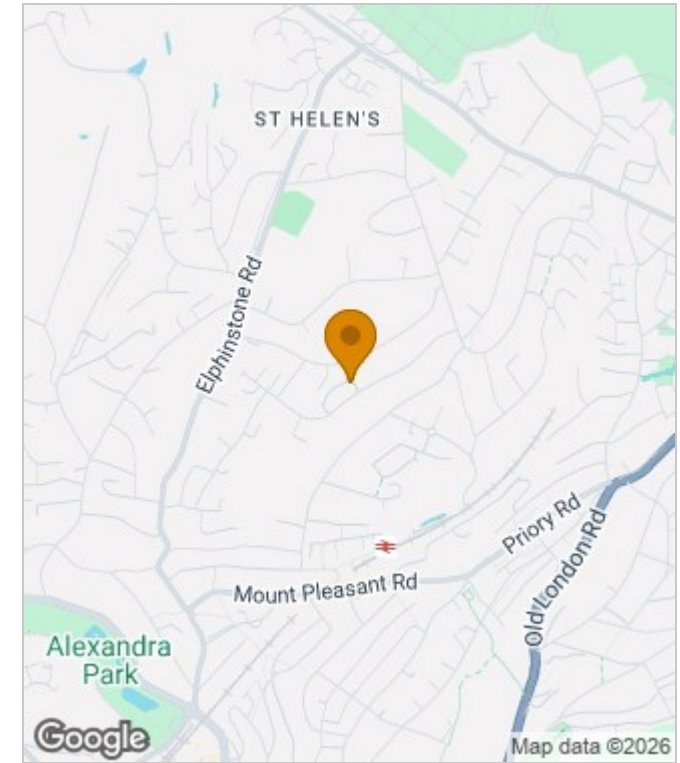 ST HELEN'S
Elphinstone Rd
Priory Rd
Old London Rd
Mount Pleasant Rd
Alexandra
Park
Google
Map data ©2026